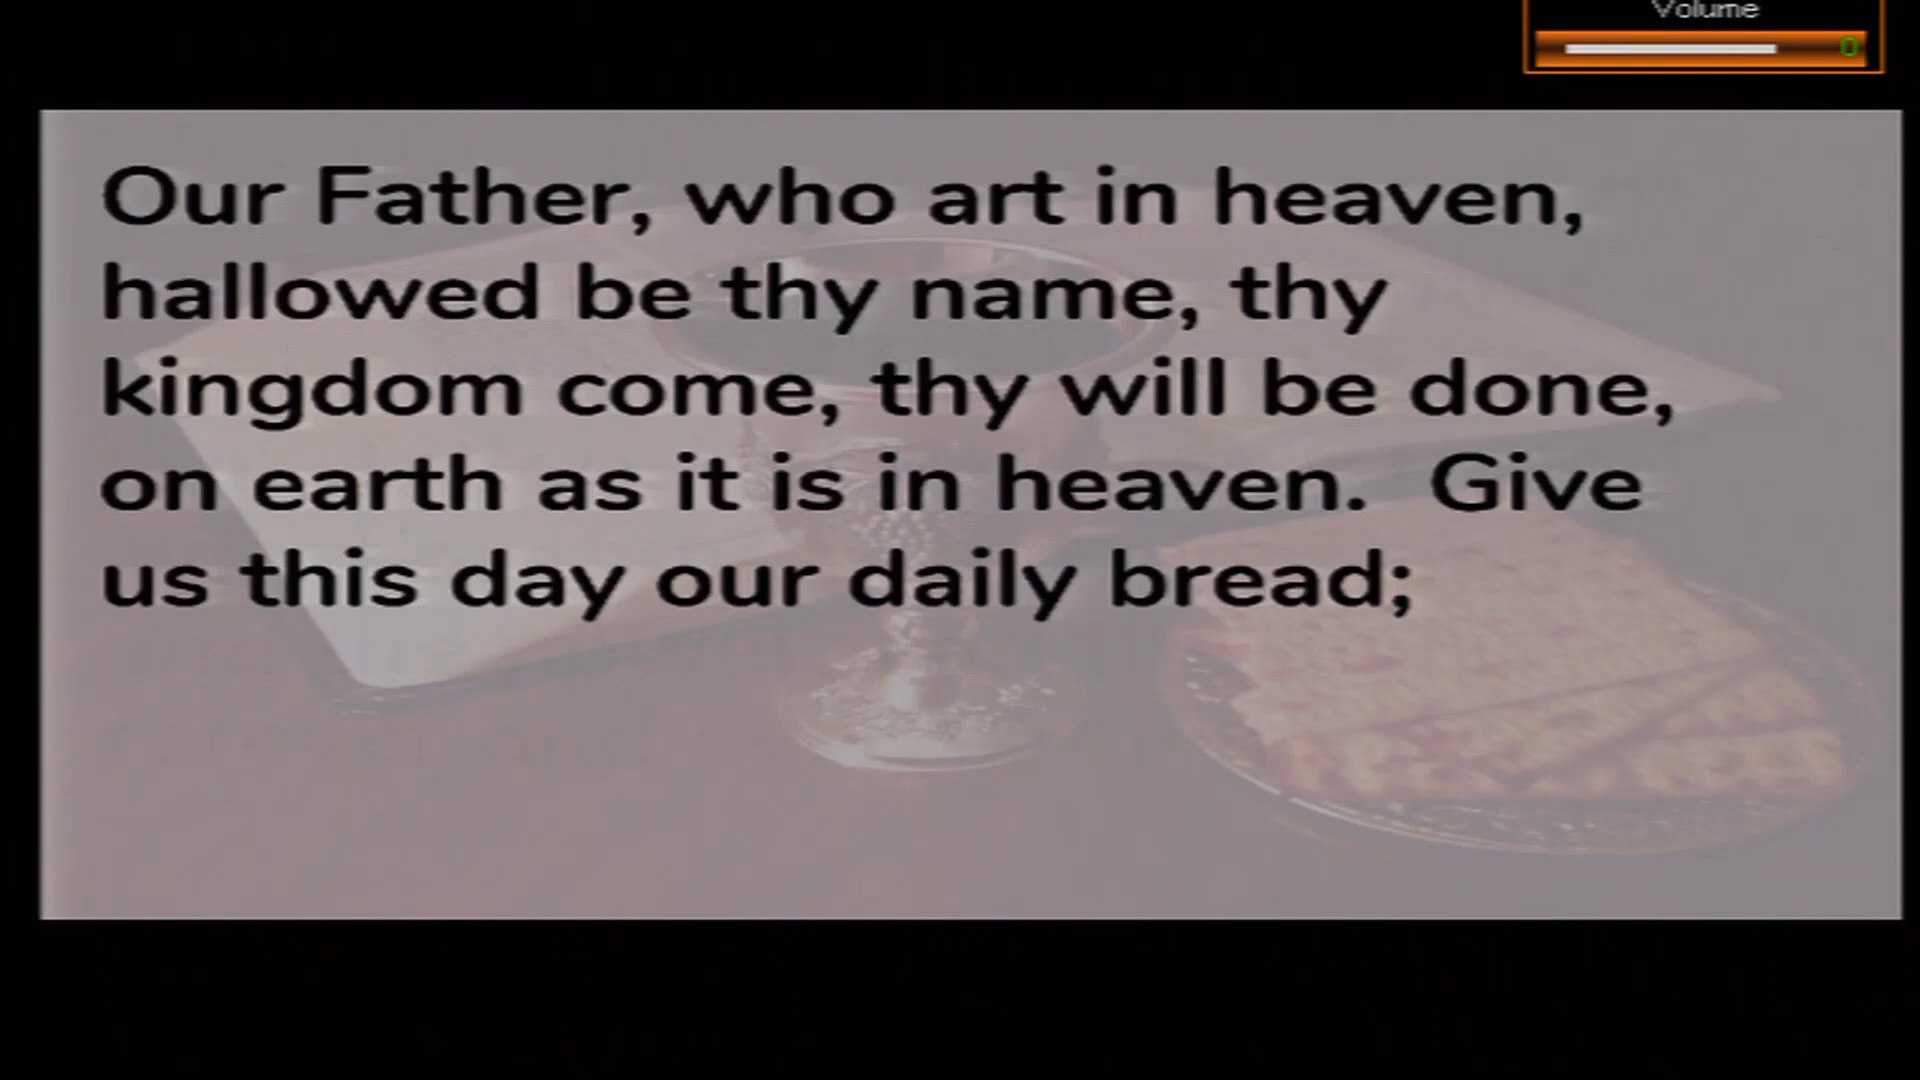 Volume
0
Our Father, who art in heaven,
hallowed be thy name, thy
kingdom come, thy will be done,
on earth as it is in heaven.  Give
us this day our daily bread;